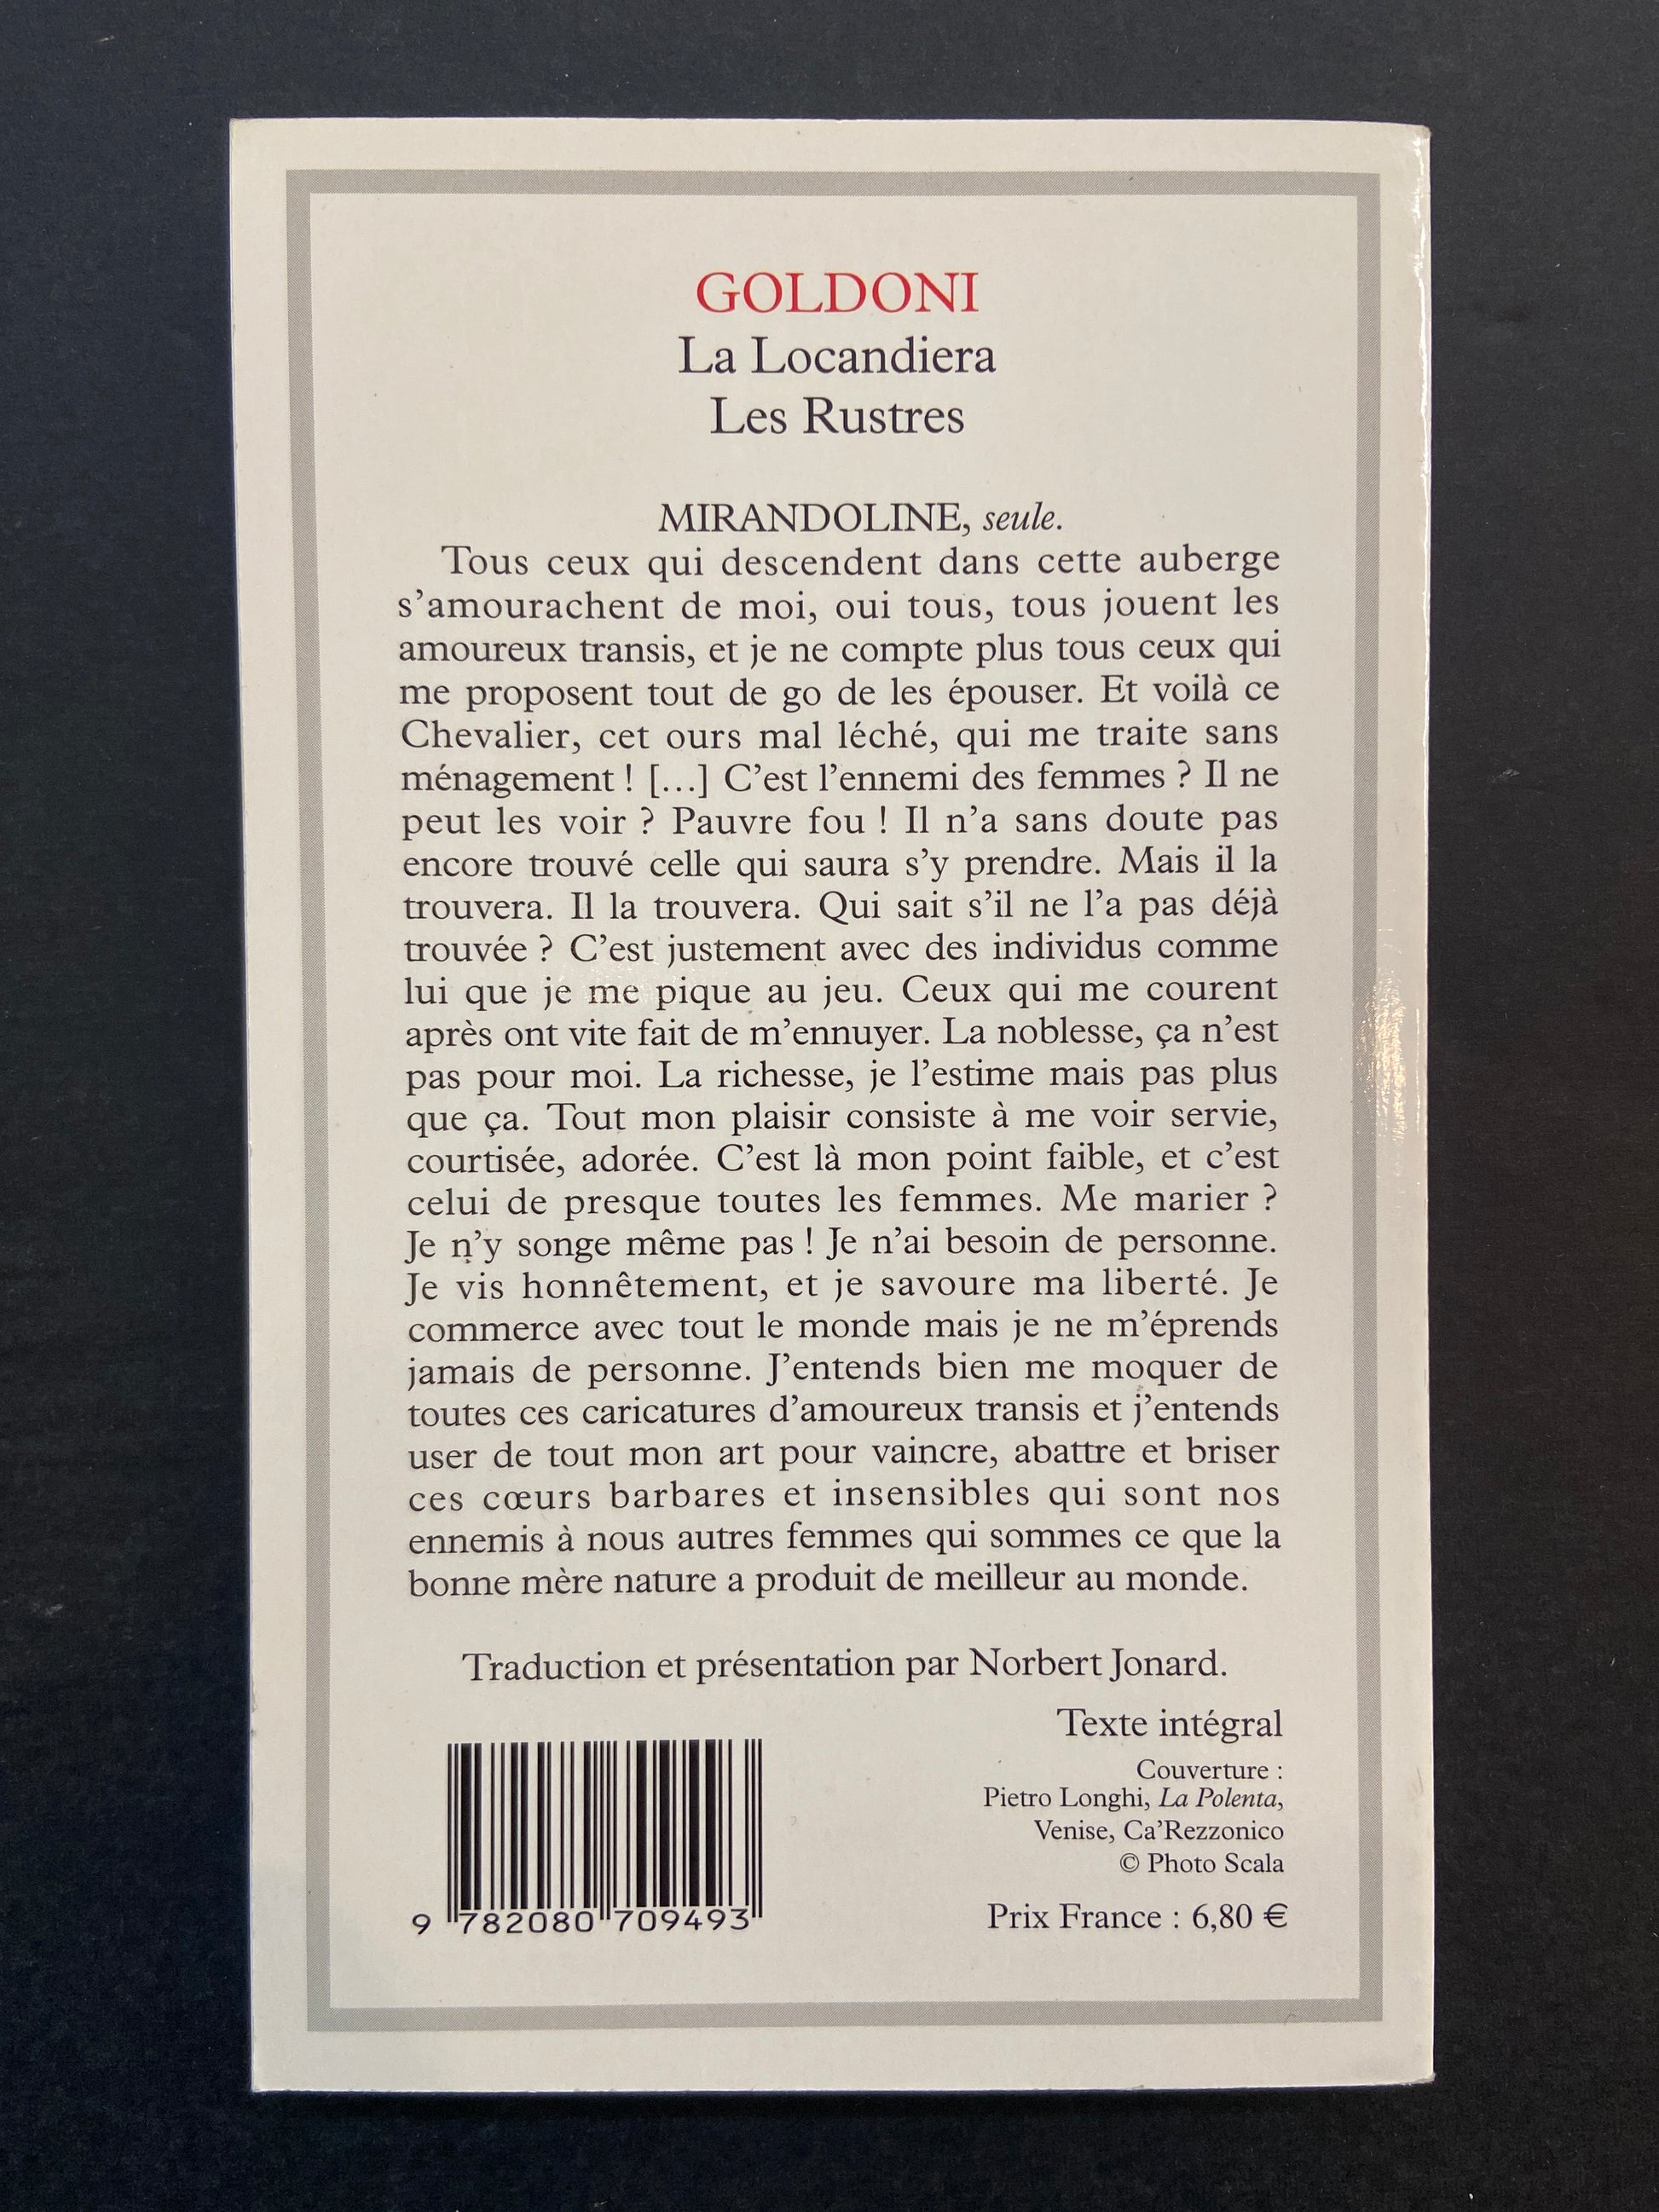 GOLDONI
La Locandiera
Les Rustres
MIRANDOLINE, seule.
Tous ceux qui descendent dans cette auberge
s’amourachent de moi, oui tous, tous jouent les
amoureux transis, et je ne compte plus tous ceux qui
me proposent tout de go de les épouser. Et voilà ce
Chevalier, cet ours mal léché, qui me traite sans
ménagement ! [...] C’est l’ennemi des femmes ? Il ne
peut les voir ? Pauvre fou ! Il n’a sans doute pas
encore trouvé celle qui saura s’y prendre. Mais il la
trouvera. Il la trouvera. Qui sait s’il ne l’a pas déjà
trouvée ? C’est justement avec des individus comme
lui que je me pique au jeu. Ceux qui me courent
après ont vite fait de m’ennuyer. La noblesse, ça n’est
pas pour moi. La richesse, je l’estime mais pas plus
que ça. Tout mon plaisir consiste à me voir servie,
courtisée, adorée. C’est là mon point faible, et c’est
celui de presque toutes les femmes. Me marier ?
Je n’y songe même pas ! Je n’ai besoin de personne.
Je vis honnêtement, et je savoure ma liberté. Je
commerce avec tout le monde mais je ne m’éprends
jamais de personne. J’entends bien me moquer de
toutes ces caricatures d’amoureux transis et j’entends
user de tout mon art pour vaincre, abattre et briser
ces cœurs barbares et insensibles qui sont nos
ennemis à nous autres femmes qui sommes ce que la
bonne mère nature a produit de meilleur au monde.
Traduction et présentation par Norbert Jonard.
Texte intégral
Couverture :
Pietro Longhi, La Polenta,
Venise, Ca’Rezzonico
© Photo Scala
Prix France : 6,80 €
9 782080 709493